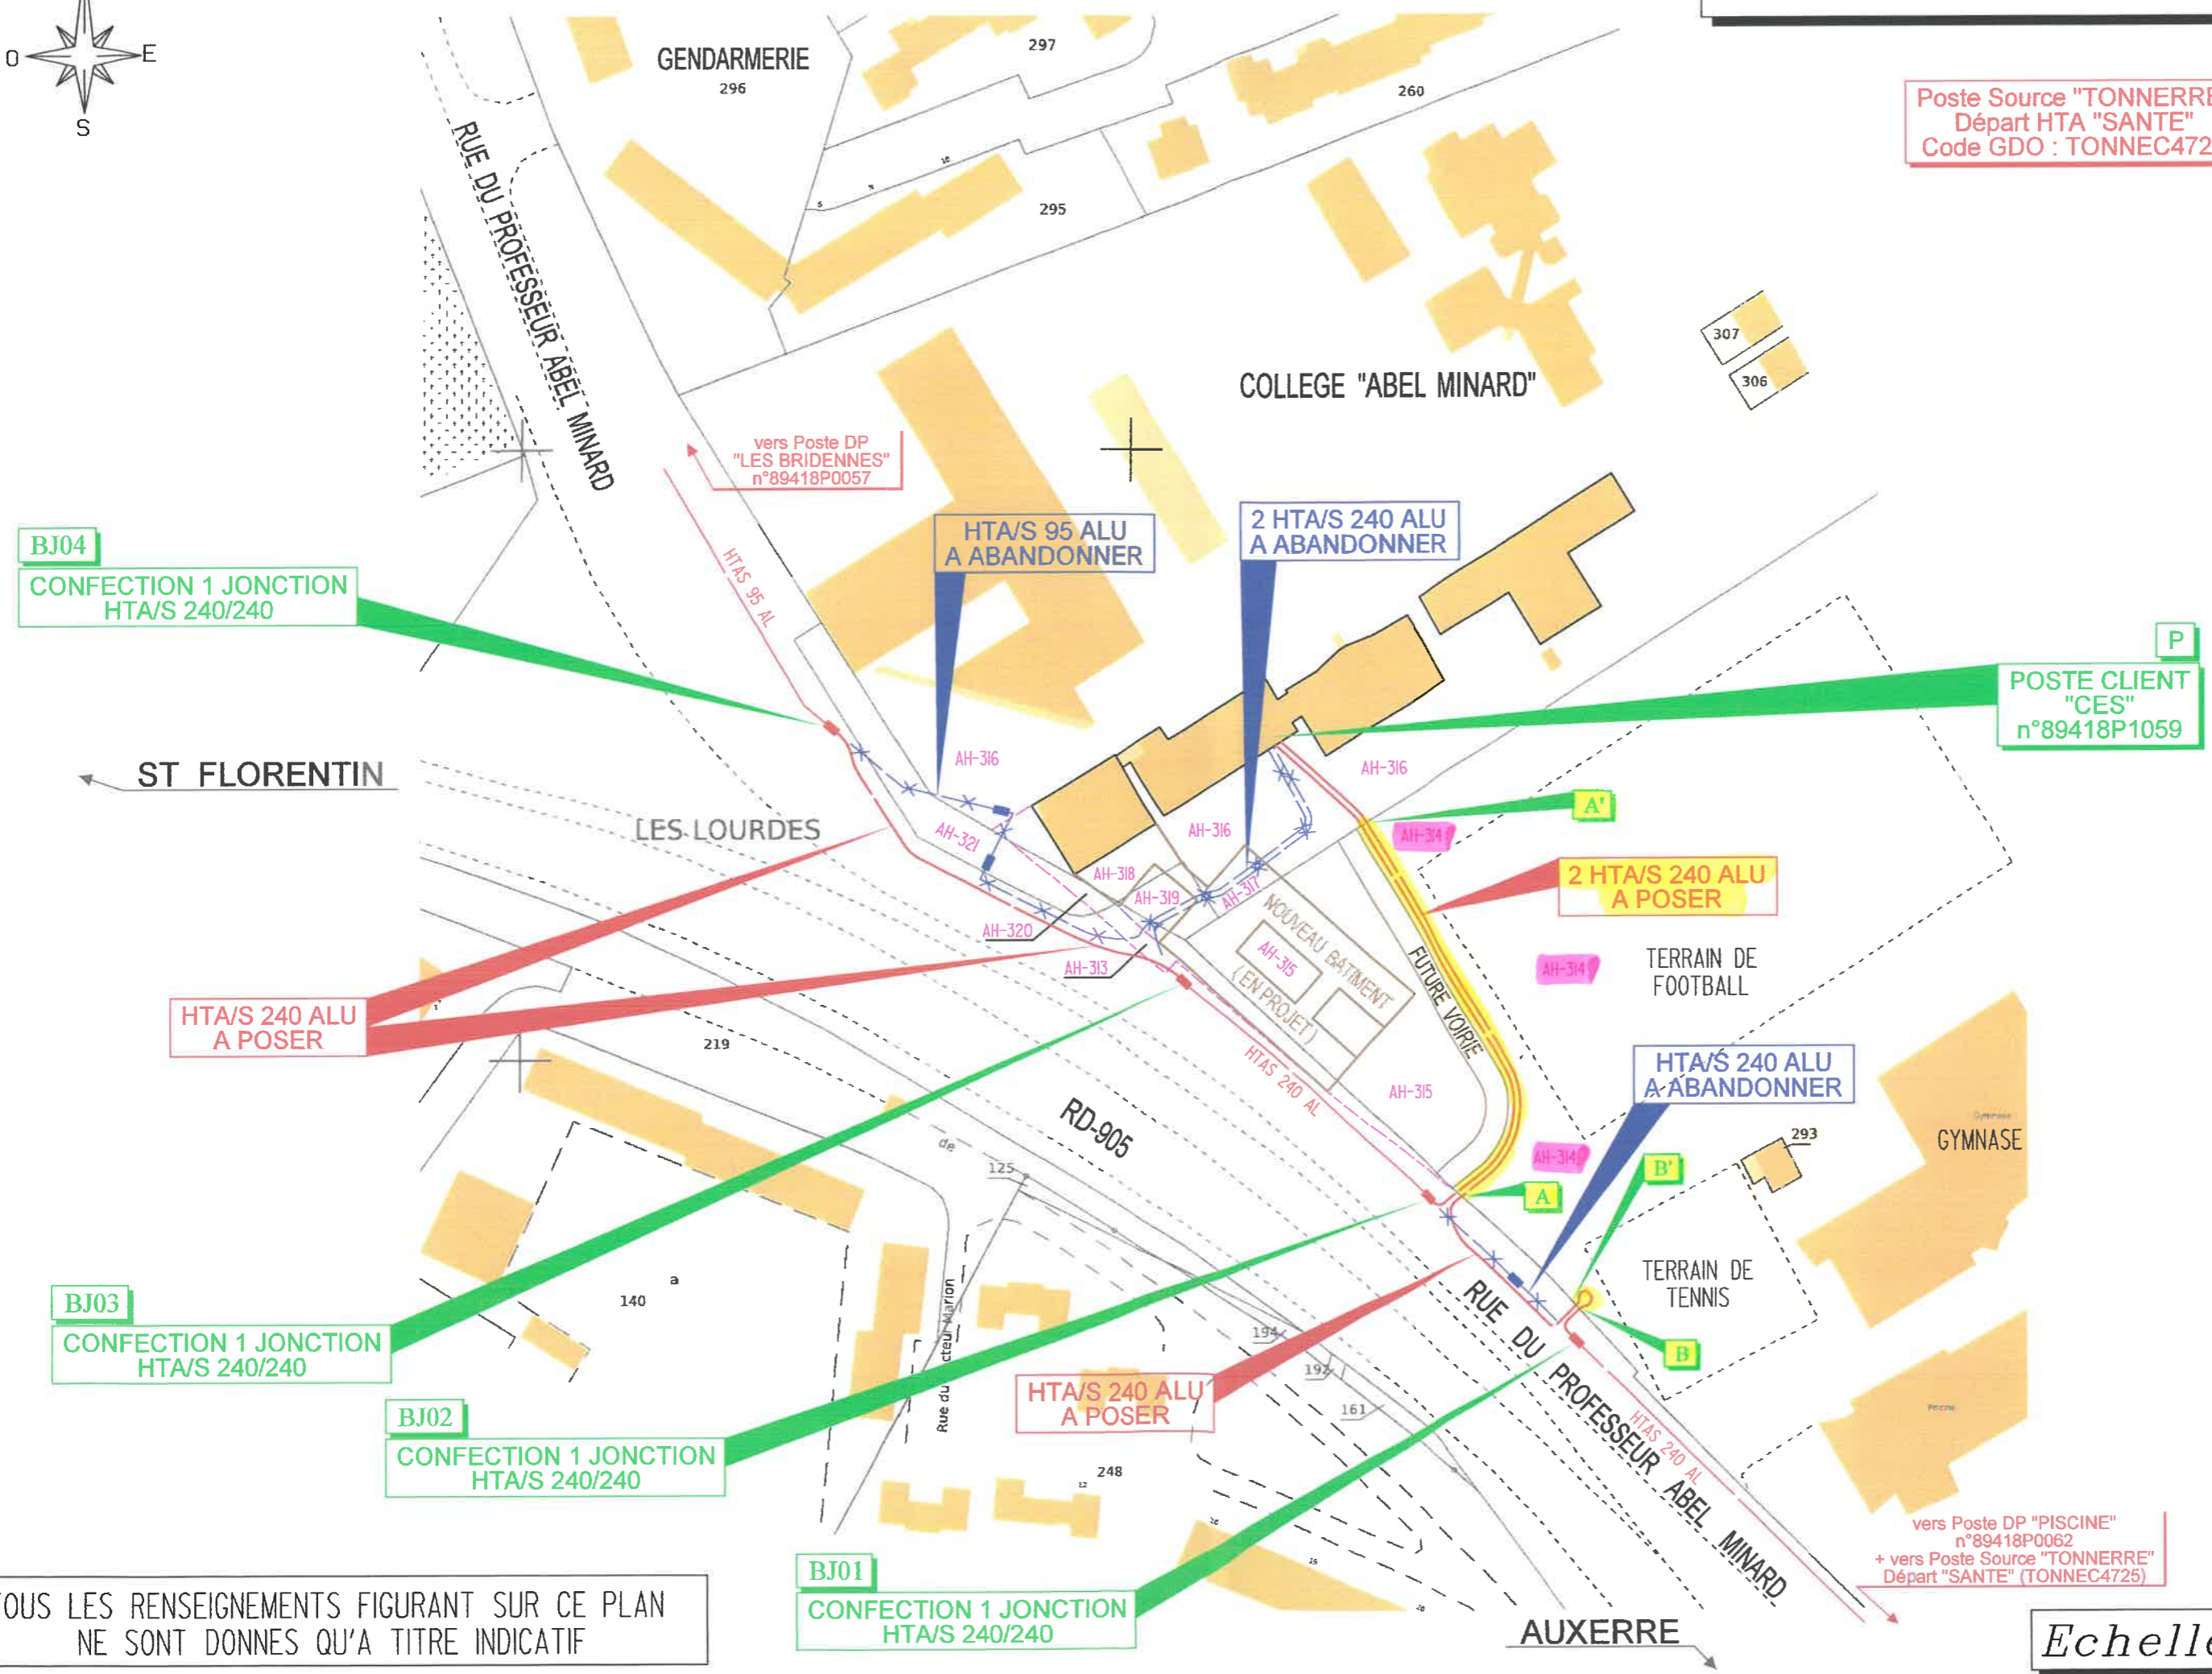 O
E
S
GENDARMERIE
296
297
260
295
Poste Source "TONNERRE
Départ HTA "SANTE"
Code GDO : TONNEC472
RUE DU PROFESSEUR ABEL MINARD
COLLEGE "ABEL MINARD"
307
306
vers Poste DP
"LES BRIDENNES"
n°89418P0057
HTAS 95 AL
HTA/S 95 ALU
A ABANDONNER
2 HTA/S 240 ALU
A ABANDONNER
BJ04
CONFECTION 1 JONCTION
HTA/S 240/240
P
POSTE CLIENT
"CES"
n°89418P1059
ST FLORENTIN
LES LOURDES
AH-316
AH-316
AH-316
AH-321
AH-318
AH-319
AH-317
AH-320
AH-313
A'
AH-314
2 HTA/S 240 ALU
A POSER
NOUVEAU BATIMENT
(EN PROJET)
AH-315
FUTURE VOIRIE
AH-314
TERRAIN DE
FOOTBALL
HTA/S 240 ALU
A POSER
219
HTAS 240 AL
AH-315
HTA/S 240 ALU
A ABANDONNER
RD-905
de
125
AH-314
B'
A
293
Gymnase
GYMNASE
TERRAIN DE
TENNIS
B
BJ03
CONFECTION 1 JONCTION
HTA/S 240/240
a
140
194
192
161
RUE DU PROFESSEUR ABEL MINARD
HTAS 240 AL
HTA/S 240 ALU
A POSER
BJ02
CONFECTION 1 JONCTION
HTA/S 240/240
Rue du cteur Marion
12
248
Piscine
vers Poste DP "PISCINE"
n°89418P0062
+ vers Poste Source "TONNERRE"
Départ "SANTE" (TONNEC4725)
BJ01
CONFECTION 1 JONCTION
HTA/S 240/240
OUS LES RENSEIGNEMENTS FIGURANT SUR CE PLAN
NE SONT DONNES QU'A TITRE INDICATIF
AUXERRE
Echelle